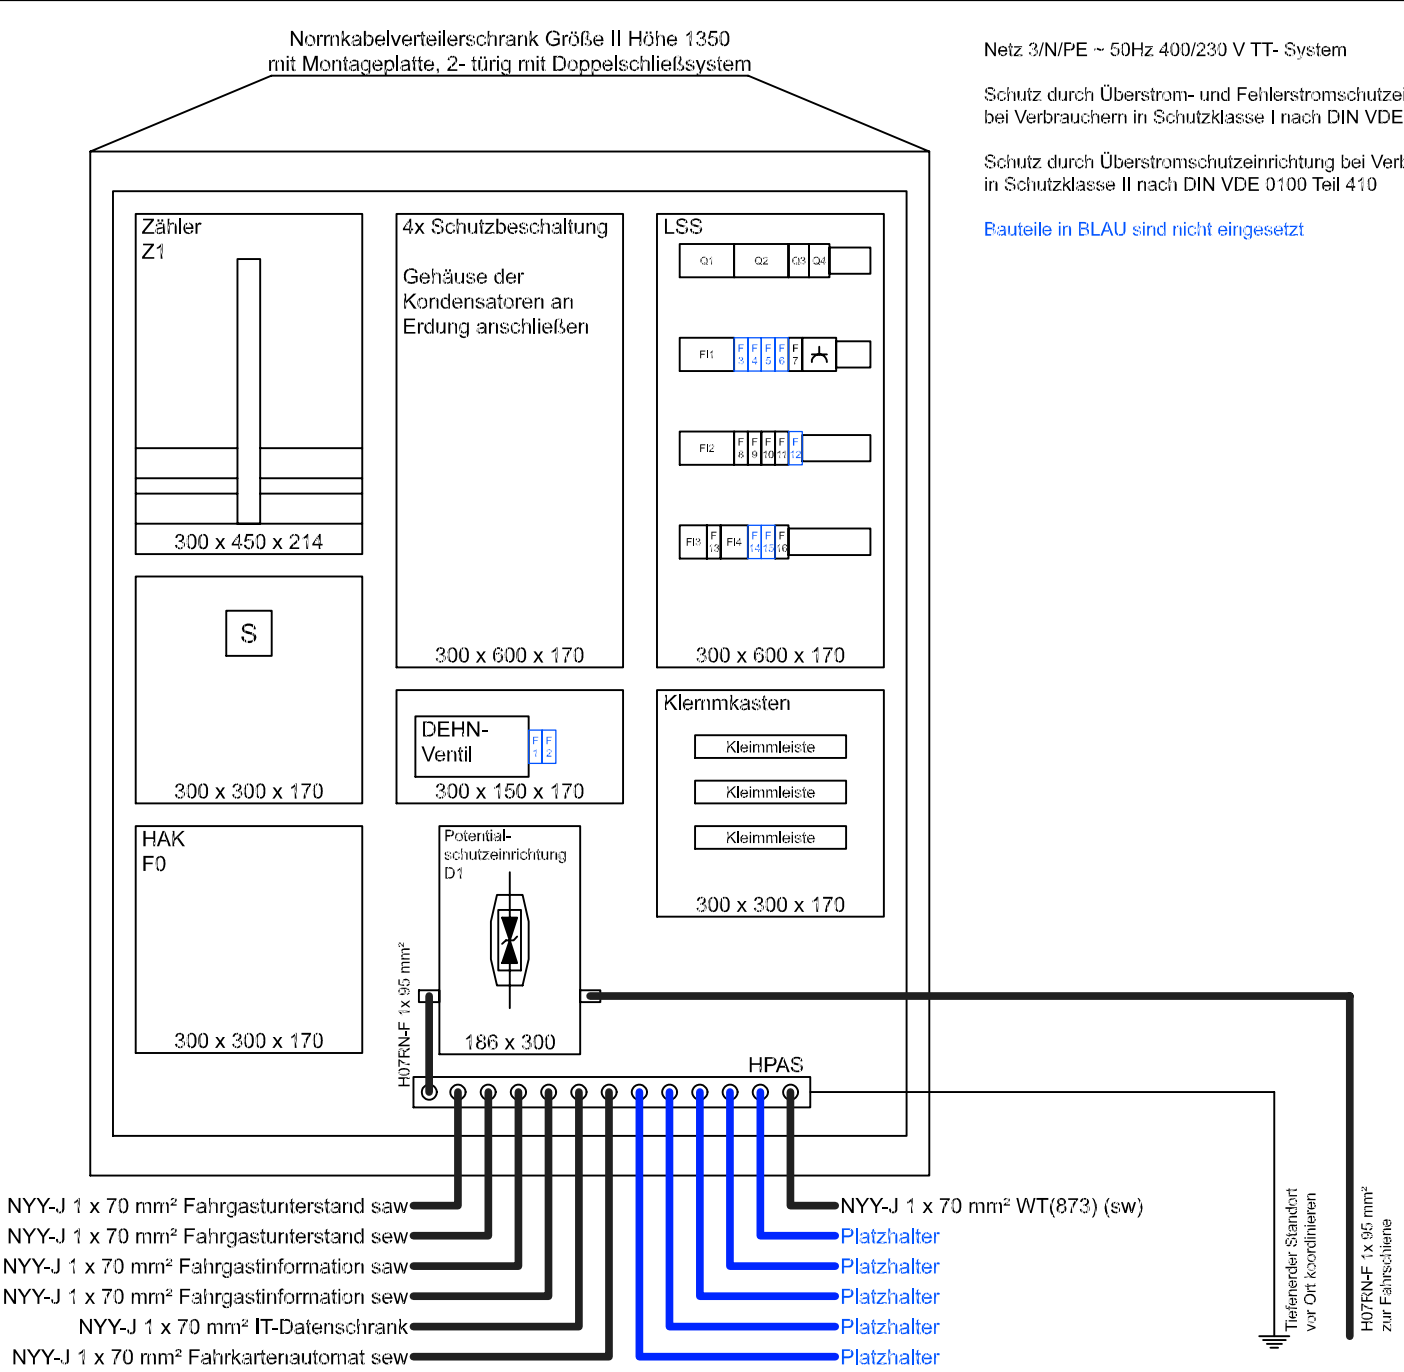 Normkabelverteilerschrank Größe II Höhe 1350
mit Montageplatte, 2- türig mit Doppelschließsystem
Netz 3/N/PE ~ 50Hz 400/230 V TT- System
Schutz durch Überstrom- und Fehlerstromschutzei
bei Verbrauchern in Schutzklasse I nach DIN VDE
Schutz durch Überstromschutzeinrichtung bei Verb
in Schutzklasse II nach DIN VDE 0100 Teil 410
Bauteile in BLAU sind nicht eingesetzt
Zähler
Z1
300 x 450 x 214
S
300 x 300 x 170
HAK
F0
300 x 300 x 170
4x Schutzbeschaltung
Gehäuse der
Kondensatoren an
Erdung anschließen
300 x 600 x 170
DEHN-
Ventil
F 1 F 2
300 x 150 x 170
Potential-
schutzeinrichtung
D1
186 x 300
LSS
Q1 Q2 Q3 Q4
FI1 F 3 F 4 F 5 F 6 F 7
FI2 F 8 F 9 F 10 F 11 F 12
FI3 F 13 FI4 F 14 F 15 F 16
300 x 600 x 170
Klemmkasten
Klemmleiste
Klemmleiste
Klemmleiste
300 x 300 x 170
H07RN-F 1x 95 mm²
HPAS
NYY-J 1 x 70 mm² Fahrgastunterstand saw
NYY-J 1 x 70 mm² Fahrgastunterstand sew
NYY-J 1 x 70 mm² Fahrgastinformation saw
NYY-J 1 x 70 mm² Fahrgastinformation sew
NYY-J 1 x 70 mm² IT-Datenschrank
NYY-J 1 x 70 mm² Fahrkartenautomat sew
NYY-J 1 x 70 mm² WT(873) (sw)
Platzhalter
Platzhalter
Platzhalter
Platzhalter
Platzhalter
Tiefenerder Standort
vor Ort koordinieren
H07RN-F 1x 95 mm²
zur Fahrschiene